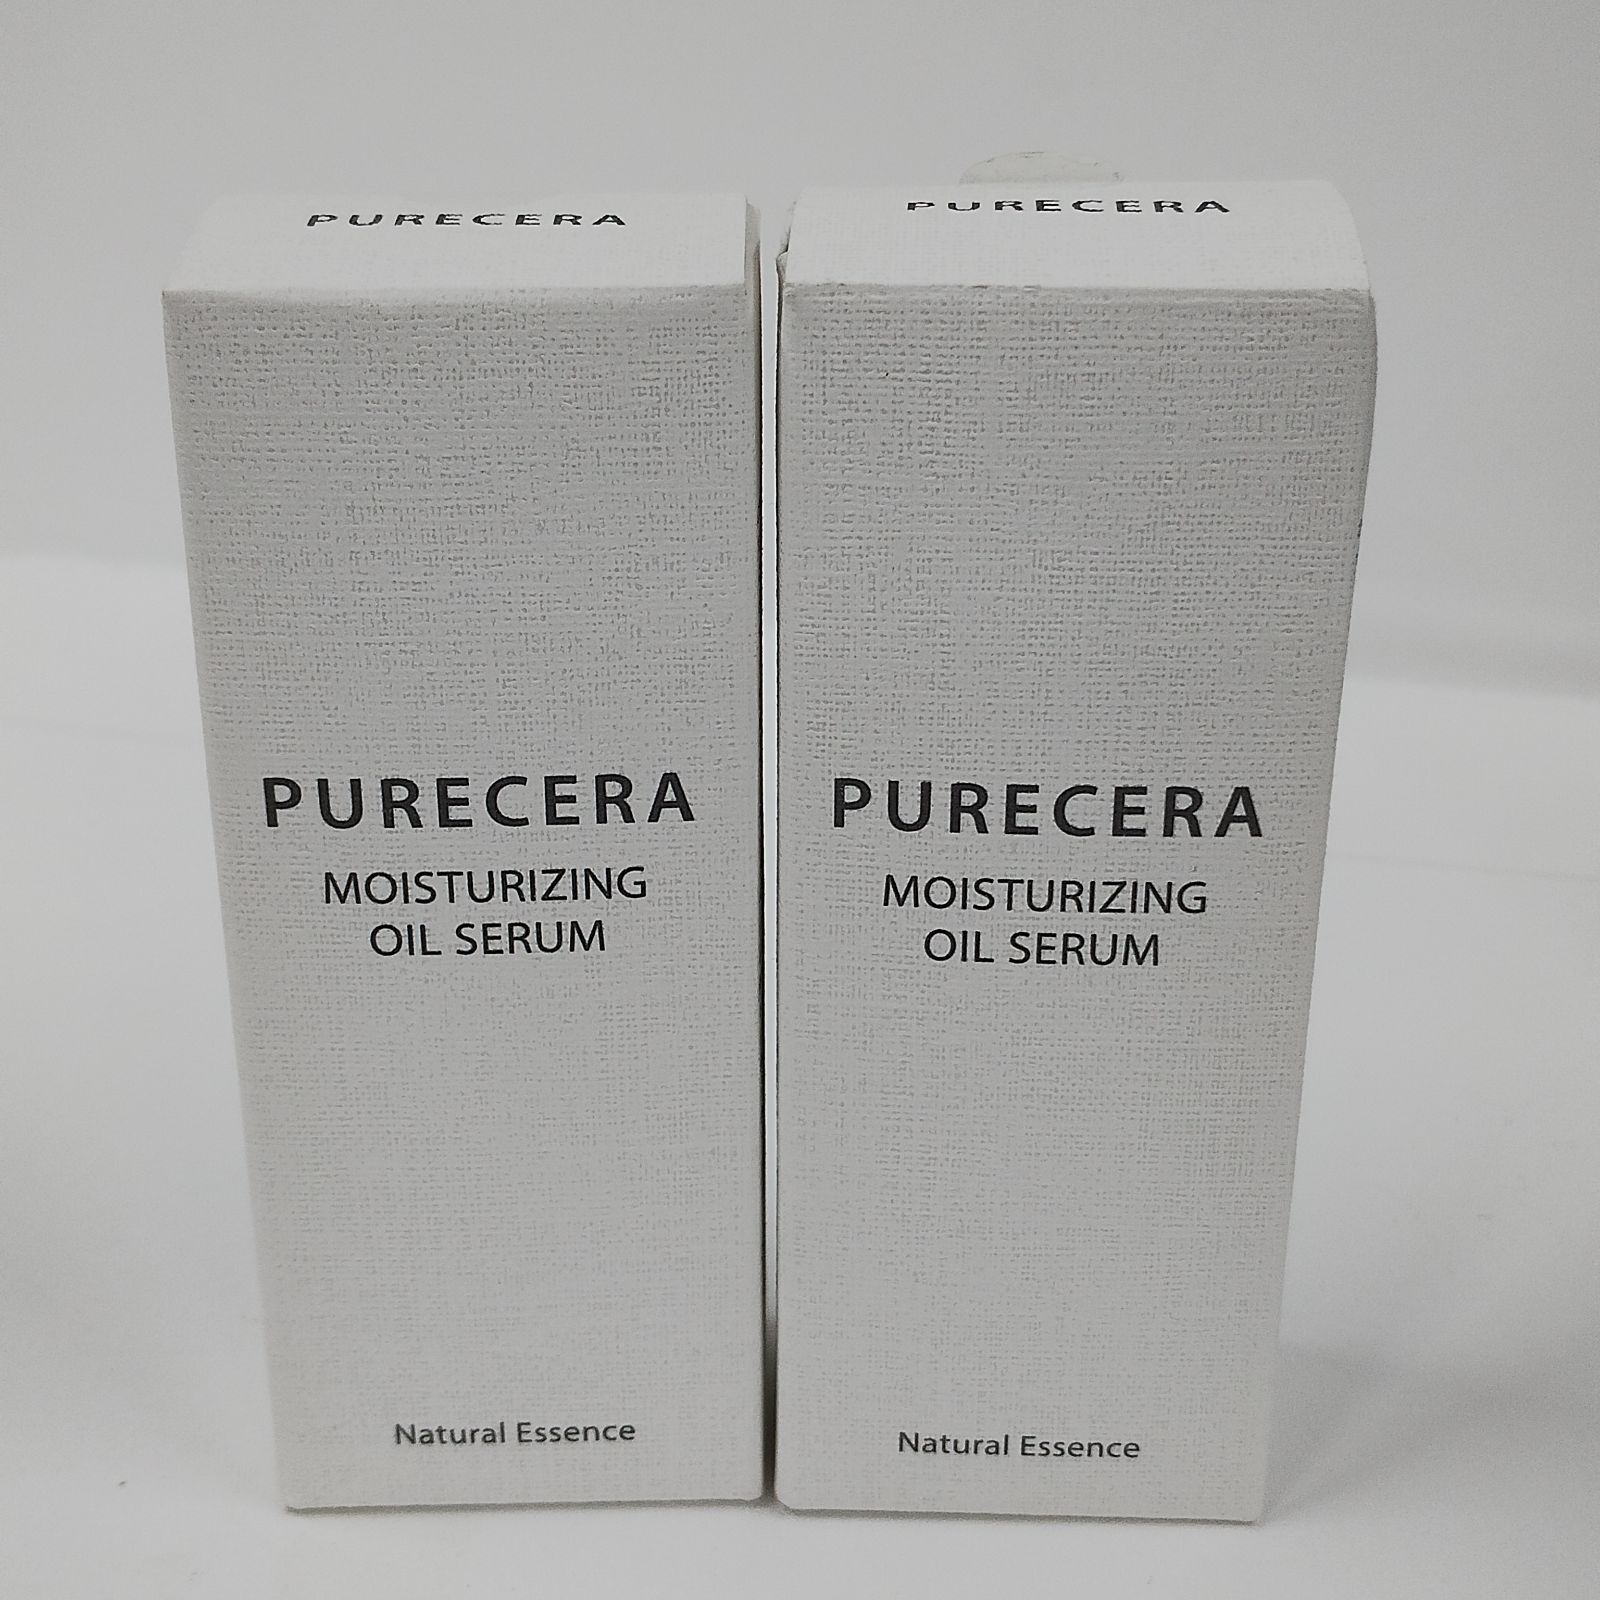 PURECERA
PURECERA
MOISTURIZING
OIL SERUM
Natural Essence
PURECERA
PURECERA
MOISTURIZING
OIL SERUM
Natural Essence